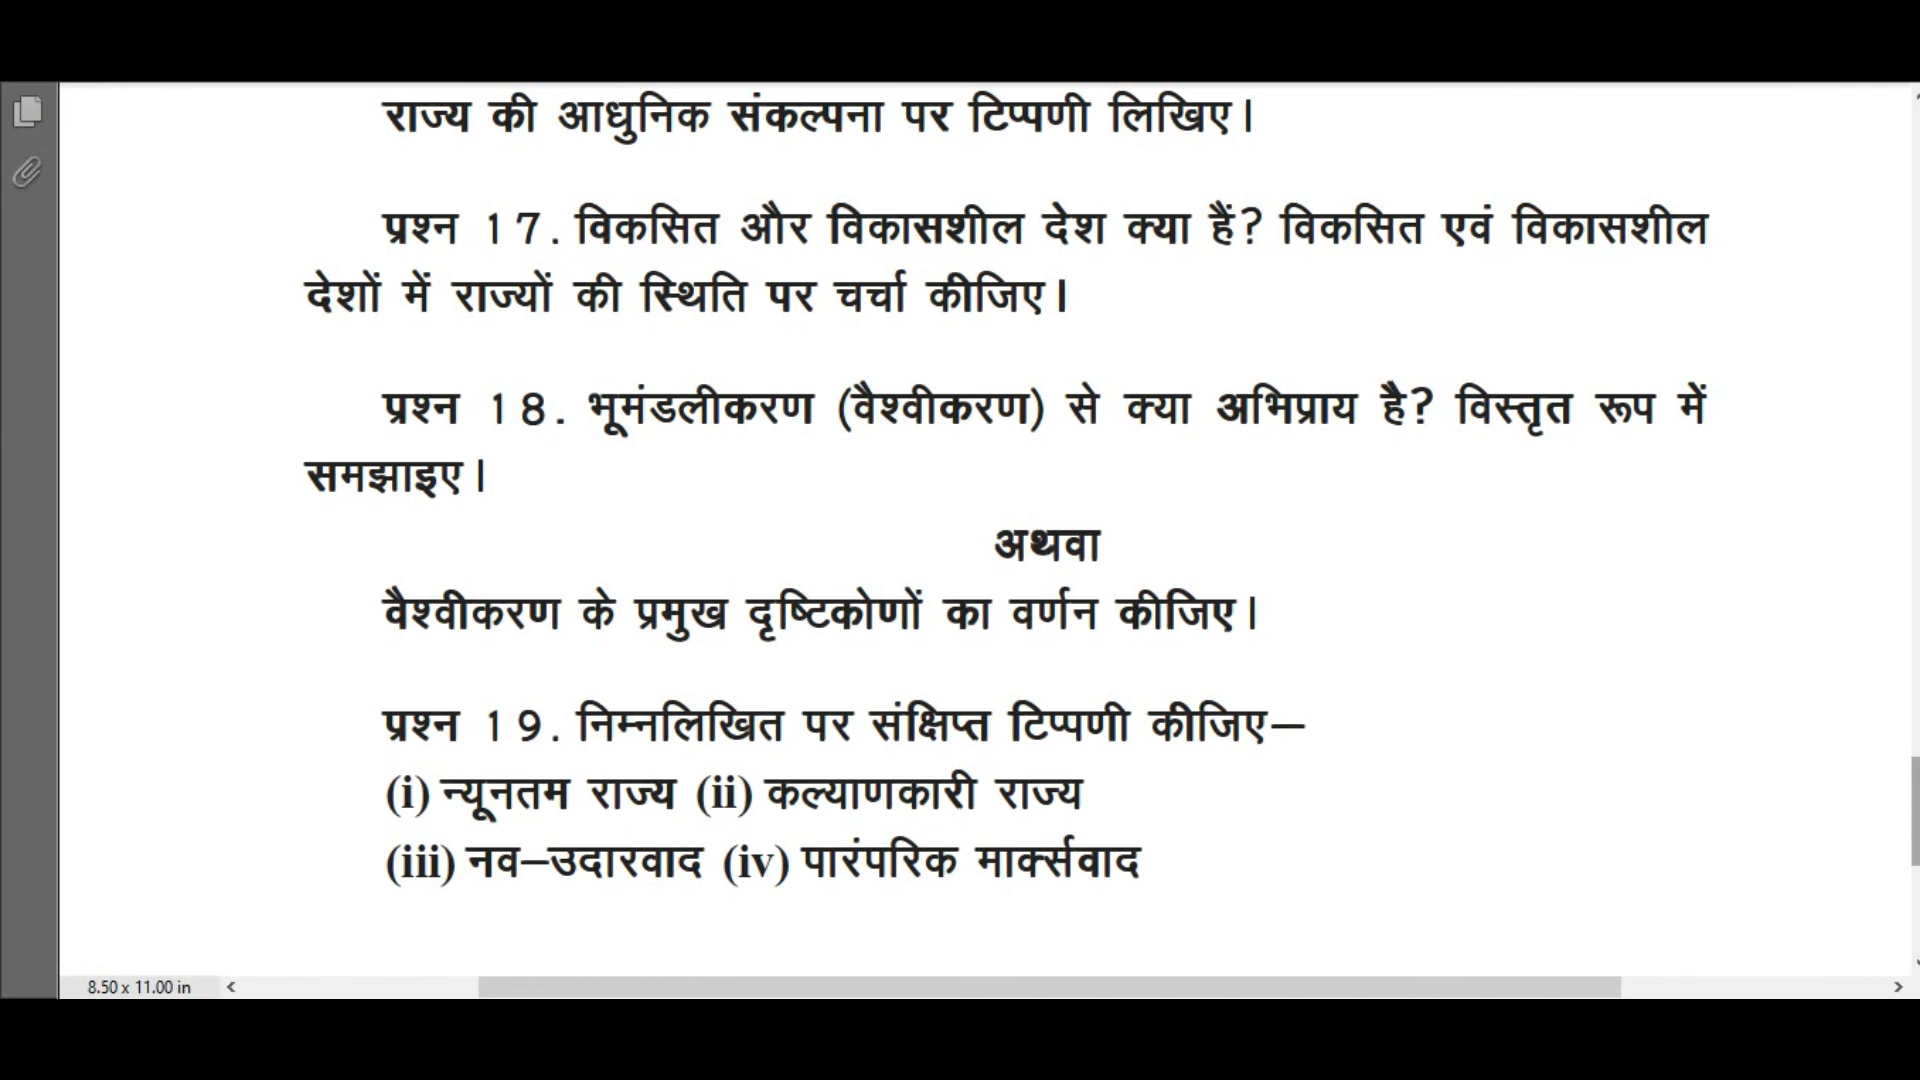 राज्य की आधुनिक संकल्पना पर टिप्पणी लिखिए।
प्रश्न 17. विकसित और विकासशील देश क्या हैं? विकसित एवं विकासशील
देशों में राज्यों की स्थिति पर चर्चा कीजिए।
प्रश्न 18. भूमंडलीकरण (वैश्वीकरण) से क्या अभिप्राय है? विस्तृत रूप में
समझाइए।
अथवा
वैश्वीकरण के प्रमुख दृष्टिकोणों का वर्णन कीजिए।
प्रश्न 19. निम्नलिखित पर संक्षिप्त टिप्पणी कीजिए–
(i) न्यूनतम राज्य (ii) कल्याणकारी राज्य
(iii) नव–उदारवाद (iv) पारंपरिक मार्क्सवाद
8.50 x 11.00 in